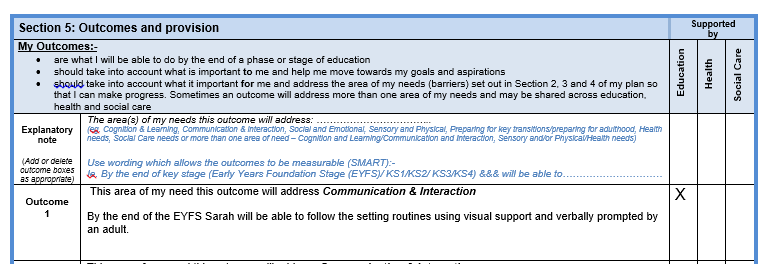 Section 5: Outcomes and provision
Supported
by
My Outcomes:-
• are what I will be able to do by the end of a phase or stage of education
• should take into account what is important to me and help me move towards my goals and aspirations
• should take into account what it important for me and address the area of my needs (barriers) set out in Section 2, 3 and 4 of my plan so
that I can make progress. Sometimes an outcome will address more than one area of my needs and may be shared across education,
health and social care
Education
Health
Social Care
Explanatory
note
(Add or delete
outcome boxes
as appropriate)
The area(s) of my needs this outcome will address: ……………………………..
(eg. Cognition & Learning, Communication & Interaction, Social and Emotional, Sensory and Physical, Preparing for key transitions/preparing for adulthood, Health
needs, Social Care needs or more than one area of need – Cognition and Learning/Communication and Interaction, Sensory and/or Physical/Health needs)
Use wording which allows the outcomes to be measurable (SMART):-
Ie. By the end of key stage (Early Years Foundation Stage (EYFS)/ KS1/KS2/ KS3/KS4) &&& will be able to…………………………
Outcome
1
This area of my need this outcome will address Communication & Interaction
X
By the end of the EYFS Sarah will be able to follow the setting routines using visual support and verbally prompted by
an adult.